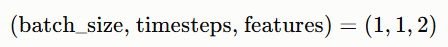 (batch_size, timesteps, features) = (1, 1, 2)